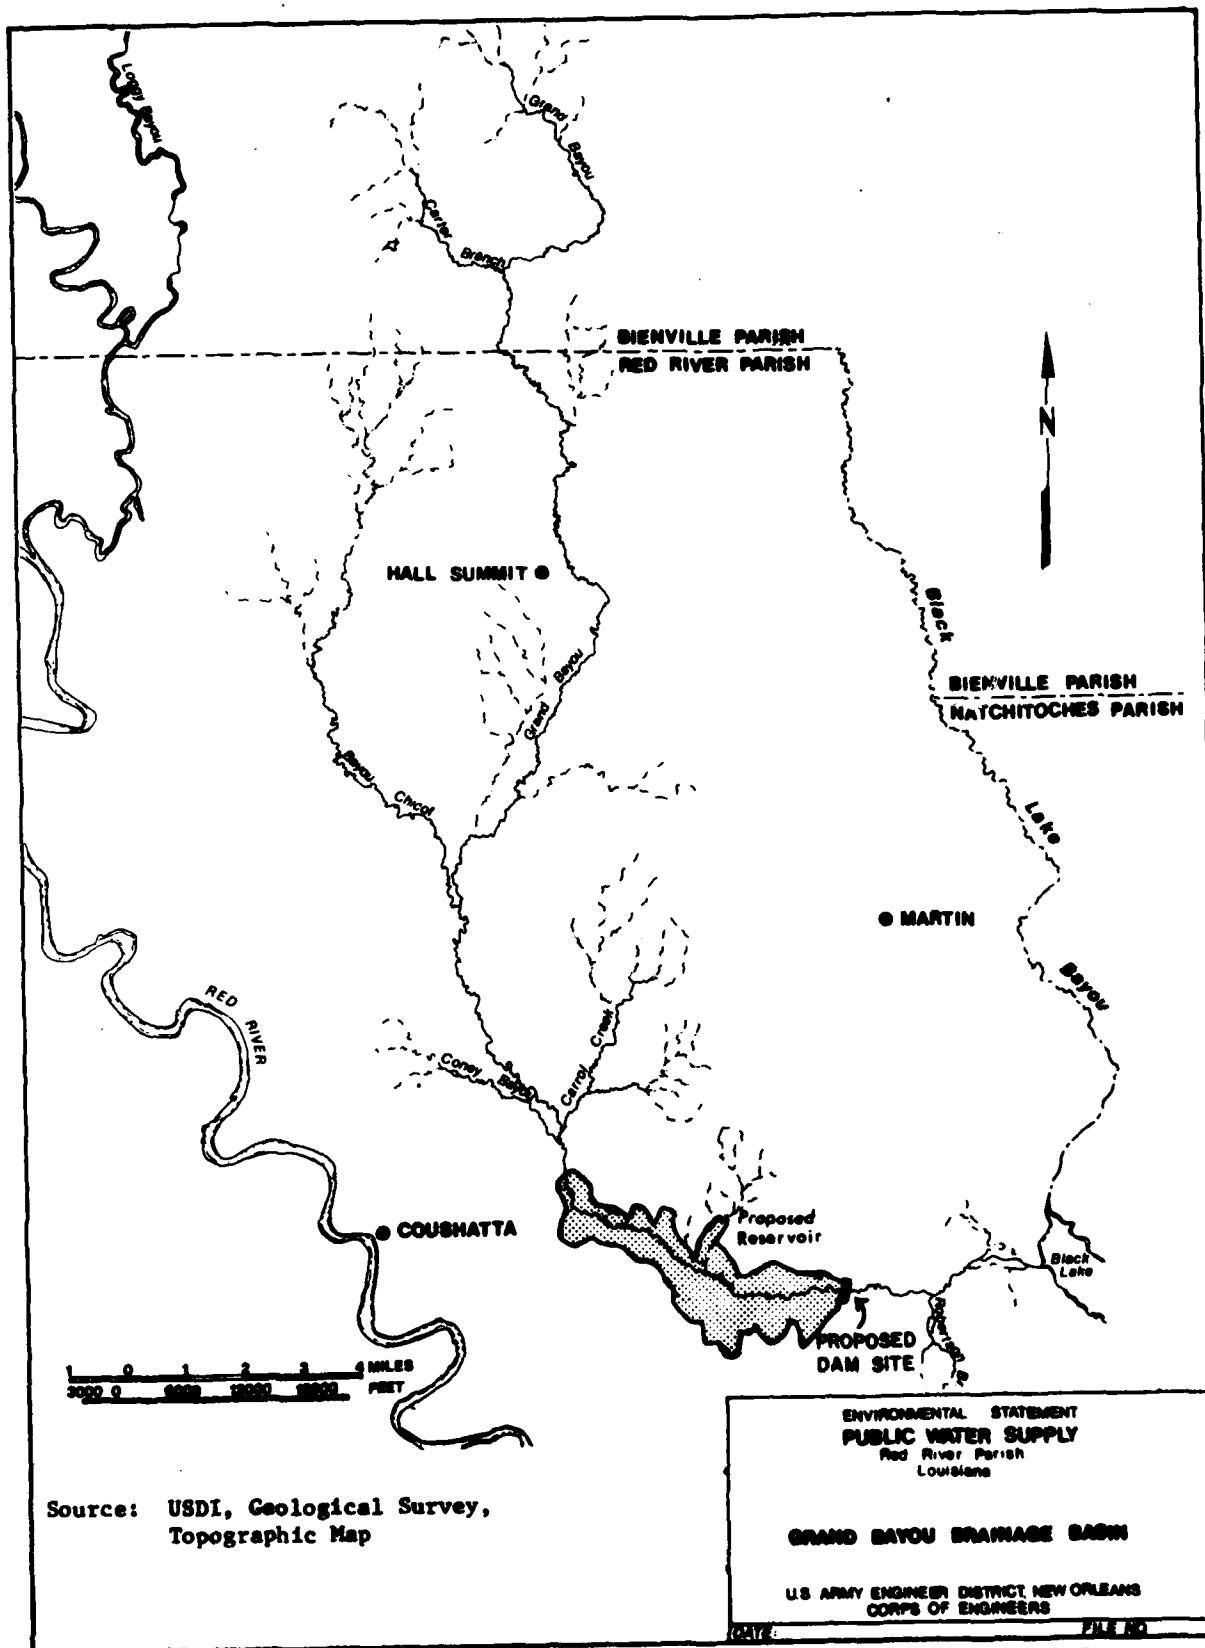 Loggy Bayou
Grand Bayou
Carter Branch
BIENVILLE PARISH
RED RIVER PARISH
N
HALL SUMMIT
Black
BIENVILLE PARISH
NATCHITOCHES PARISH
Grand Bayou
Bayou Chicot
Lake
MARTIN
Bayou
RED RIVER
Coney Bayou
Carrol Creek
Proposed
Reservoir
COUSHATTA
Black
Lake
Robertson Br.
PROPOSED
DAM SITE
1 0 1 2 3 4 MILES
3000 0 6000 12000 18000 FEET
ENVIRONMENTAL STATEMENT
PUBLIC WATER SUPPLY
Red River Parish
Louisiana
GRAND BAYOU DRAINAGE BASIN
U.S. ARMY ENGINEER DISTRICT, NEW ORLEANS
CORPS OF ENGINEERS
DATE: FILE NO.
Source: USDI, Geological Survey,
Topographic Map